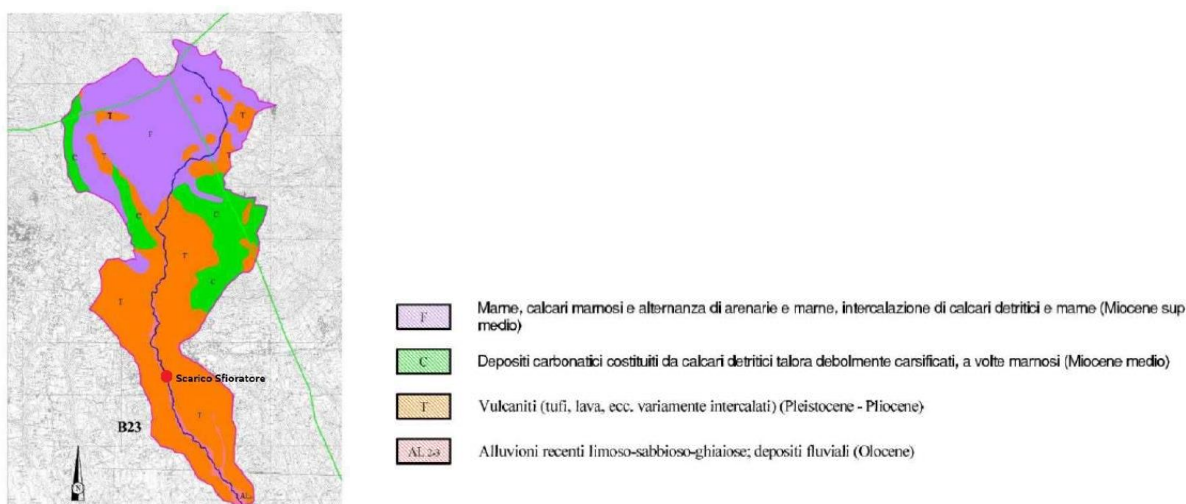 T
T
F
T
T
C
C
C
T
C
T
Scarico Sfioratore
B23
T
AL
N
F
Marne, calcari marnosi e alternanza di arenarie e marne, intercalazione di calcari detritici e marne (Miocene sup
medio)
C
Depositi carbonatici costituiti da calcari detritici talora debolmente carsificati, a volte marnosi (Miocene medio)
T
Vulcaniti (tufi, lava, ecc. variamente intercalati) (Pleistocene - Pliocene)
AL 2-3
Alluvioni recenti limoso-sabbioso-ghiaiose; depositi fluviali (Olocene)